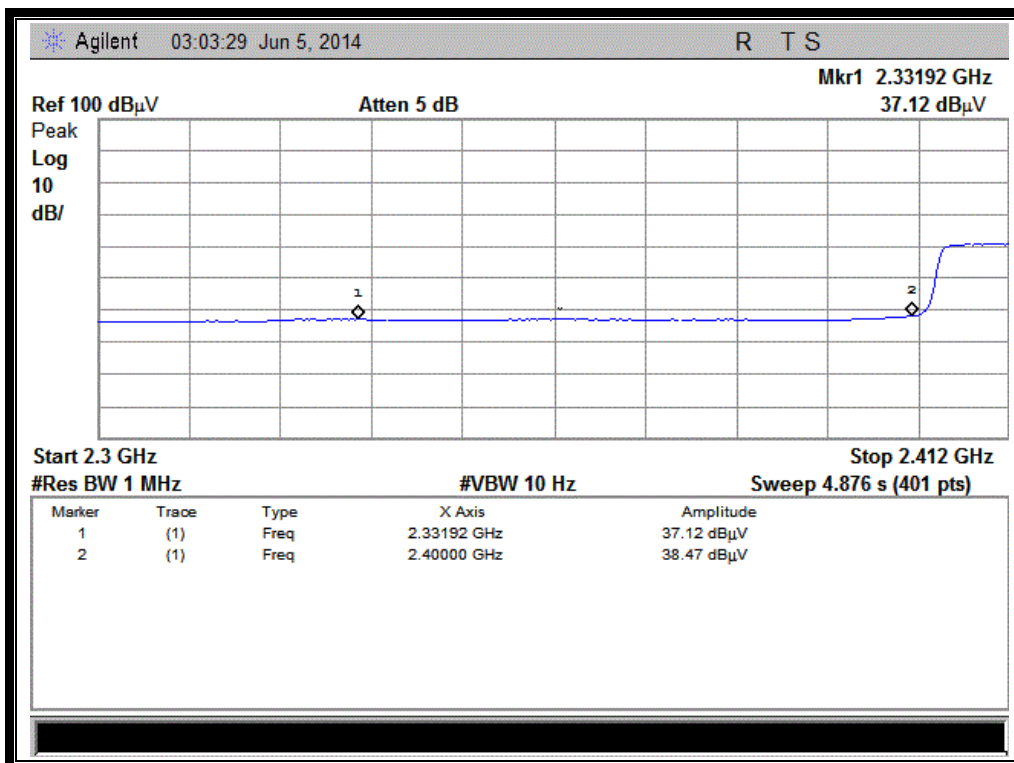 Agilent 03:03:29 Jun 5, 2014 R T S
Mkr1 2.33192 GHz
Ref 100 dBµV Atten 5 dB 37.12 dBµV
Peak
Log
10
dB/
1
2
Start 2.3 GHz Stop 2.412 GHz
#Res BW 1 MHz #VBW 10 Hz Sweep 4.876 s (401 pts)
Marker Trace Type X Axis Amplitude
1 (1) Freq 2.33192 GHz 37.12 dBµV
2 (1) Freq 2.40000 GHz 38.47 dBµV